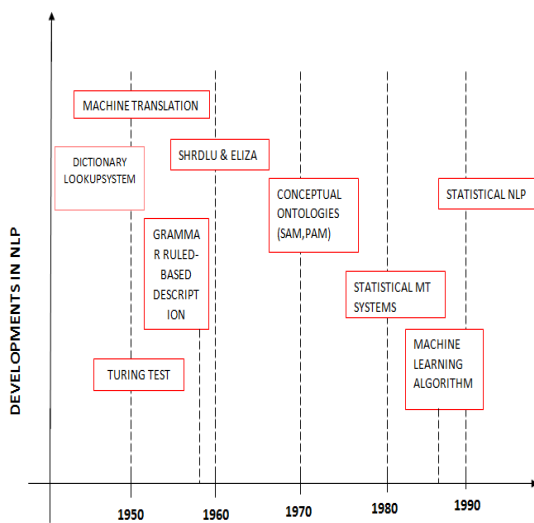 MACHINE TRANSLATION
SHRDLU & ELIZA
DICTIONARY
LOOKUPSYSTEM
CONCEPTUAL
ONTOLOGIES
(SAM,PAM)
STATISTICAL NLP
GRAMMA
R RULED-
BASED
DESCRIPT
ION
STATISTICAL MT
SYSTEMS
MACHINE
LEARNING
ALGORITHM
TURING TEST
DEVELOPMENTS IN NLP
1950
1960
1970
1980
1990